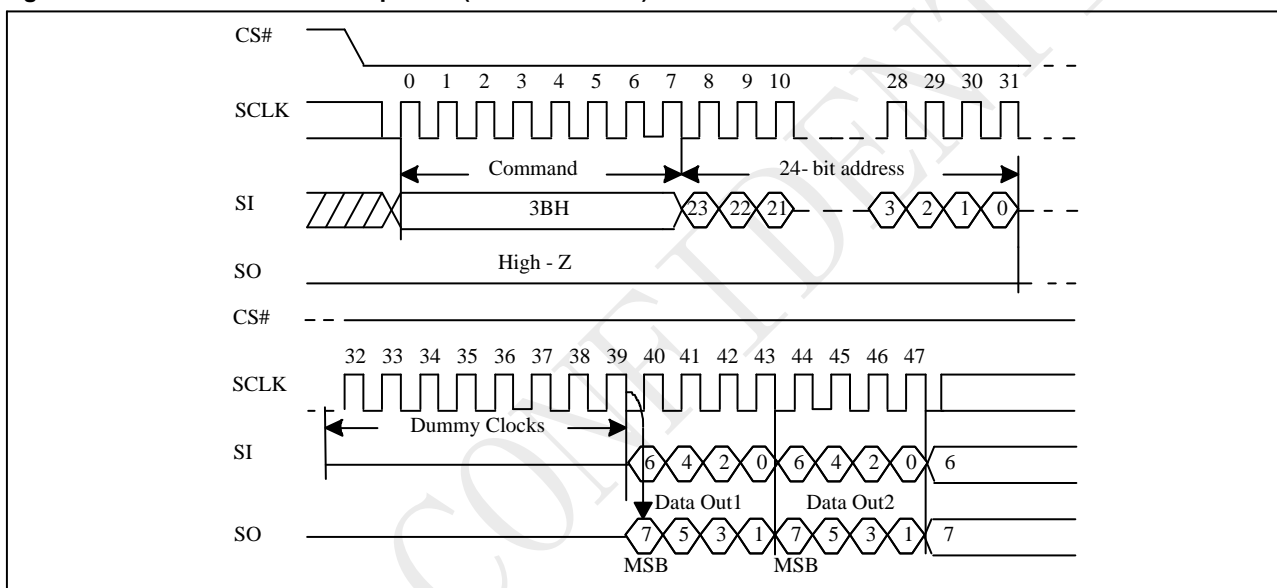 CS#
0 1 2 3 4 5 6 7 8 9 10 28 29 30 31
SCLK
Command 24- bit address
SI 3BH 23 22 21 3 2 1 0
High - Z
SO
CS#
32 33 34 35 36 37 38 39 40 41 42 43 44 45 46 47
SCLK
Dummy Clocks
SI 6 4 2 0 6 4 2 0 6
Data Out1 Data Out2
SO 7 5 3 1 7 5 3 1 7
MSB MSB
CONFIDENT